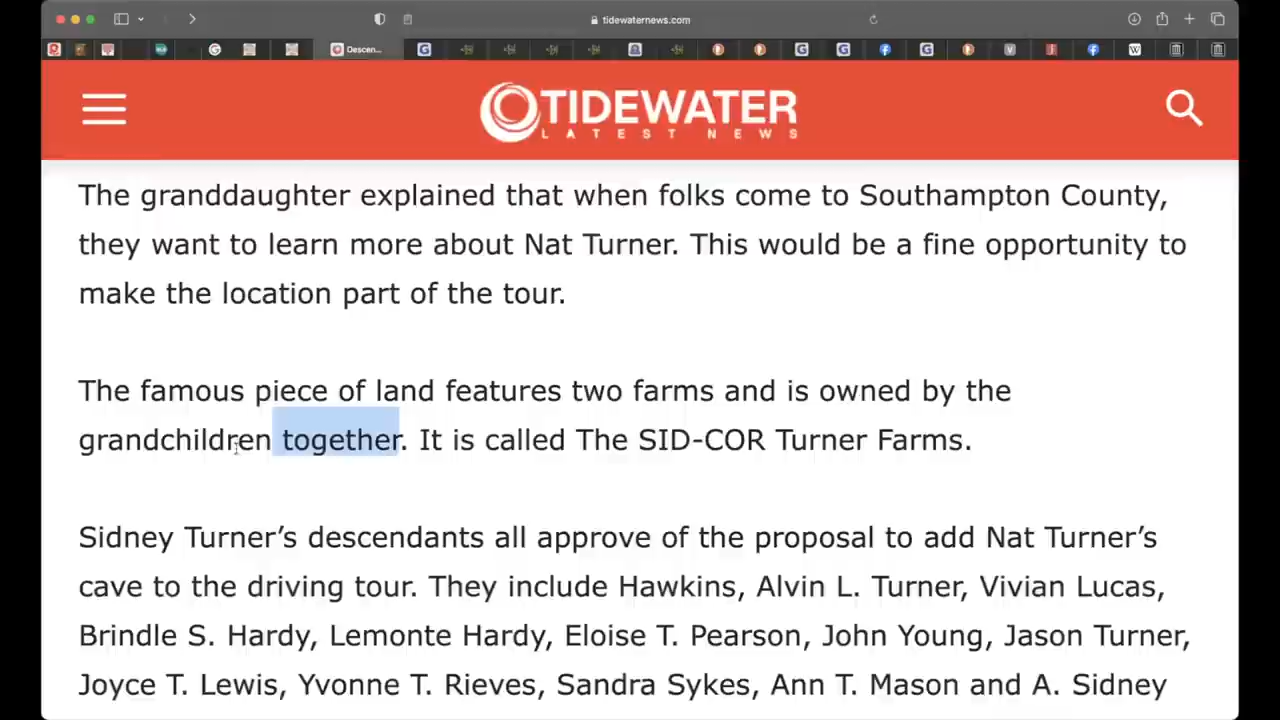 tidewaternews.com
Descen...
TIDEWATER
LATEST NEWS
The granddaughter explained that when folks come to Southampton County,
they want to learn more about Nat Turner. This would be a fine opportunity to
make the location part of the tour.
The famous piece of land features two farms and is owned by the
grandchildren together. It is called The SID-COR Turner Farms.
Sidney Turner’s descendants all approve of the proposal to add Nat Turner’s
cave to the driving tour. They include Hawkins, Alvin L. Turner, Vivian Lucas,
Brindle S. Hardy, Lemonte Hardy, Eloise T. Pearson, John Young, Jason Turner,
Joyce T. Lewis, Yvonne T. Rieves, Sandra Sykes, Ann T. Mason and A. Sidney